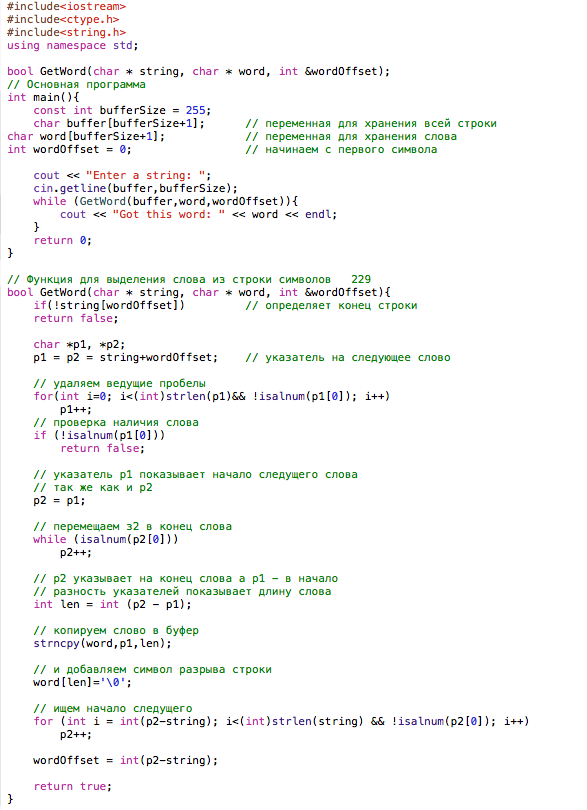 #include<iostream>
#include<ctype.h>
#include<string.h>
using namespace std;

bool GetWord(char * string, char * word, int &wordOffset);
// Основная программа
int main(){
    const int bufferSize = 255;
    char buffer[bufferSize+1];      // переменная для хранения всей строки
char word[bufferSize+1];            // переменная для хранения слова
int wordOffset = 0;                 // начинаем с первого символа

    cout << "Enter a string: ";
    cin.getline(buffer,bufferSize);
    while (GetWord(buffer,word,wordOffset)){
        cout << "Got this word: " << word << endl;
    }
    return 0;
}

// Функция для выделения слова из строки символов   229
bool GetWord(char * string, char * word, int &wordOffset){
    if(!string[wordOffset])         // определяет конец строки
    return false;

    char *p1, *p2;
    p1 = p2 = string+wordOffset;    // указатель на следующее слово

    // удаляем ведущие пробелы
    for(int i=0; i<(int)strlen(p1)&& !isalnum(p1[0]); i++)
        p1++;
    // проверка наличия слова
    if (!isalnum(p1[0]))
        return false;

    // указатель p1 показывает начало следущего слова
    // так же как и p2
    p2 = p1;

    // перемещаем з2 в конец слова
    while (isalnum(p2[0]))
        p2++;

    // p2 указывает на конец слова а p1 - в начало
    // разность указателей показывает длину слова
    int len = int (p2 - p1);

    // копируем слово в буфер
    strncpy(word,p1,len);

    // и добавляем символ разрыва строки
    word[len]='\0';

    // ищем начало следущего
    for (int i = int(p2-string); i<(int)strlen(string) && !isalnum(p2[0]); i++)
        p2++;

    wordOffset = int(p2-string);

    return true;
}